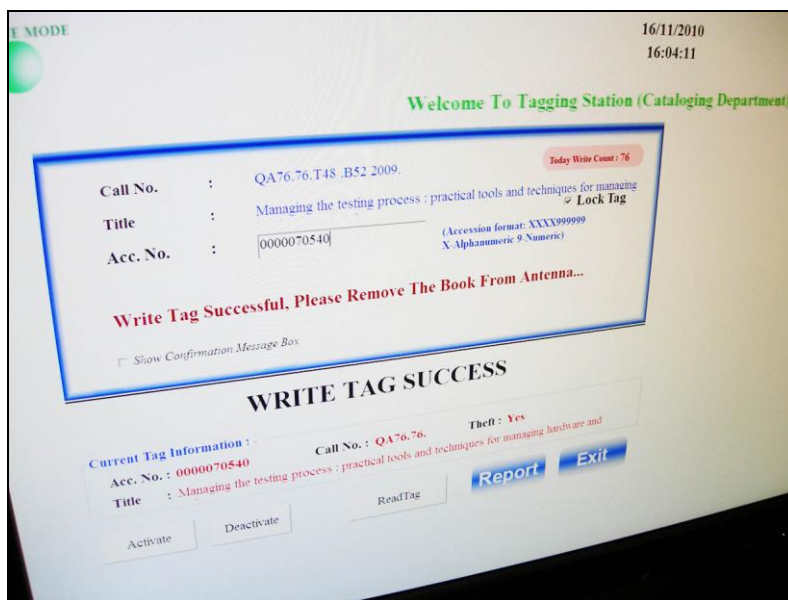 E MODE
16/11/2010
16:04:11
Welcome To Tagging Station (Cataloging Department)
Today Write Count : 76
Call No. : QA76.76.T48 .B52 2009.
Title : Managing the testing process : practical tools and techniques for managing
Lock Tag
Acc. No. : 0000070540
(Accession format: XXXX999999
X-Alphanumeric 9-Numeric)
Write Tag Successful, Please Remove The Book From Antenna...
Show Confirmation Message Box
WRITE TAG SUCCESS
Current Tag Information :
Acc. No. : 0000070540 Call No. : QA76.76. Theft : Yes
Title : Managing the testing process : practical tools and techniques for managing hardware and
Activate Deactivate ReadTag Report Exit